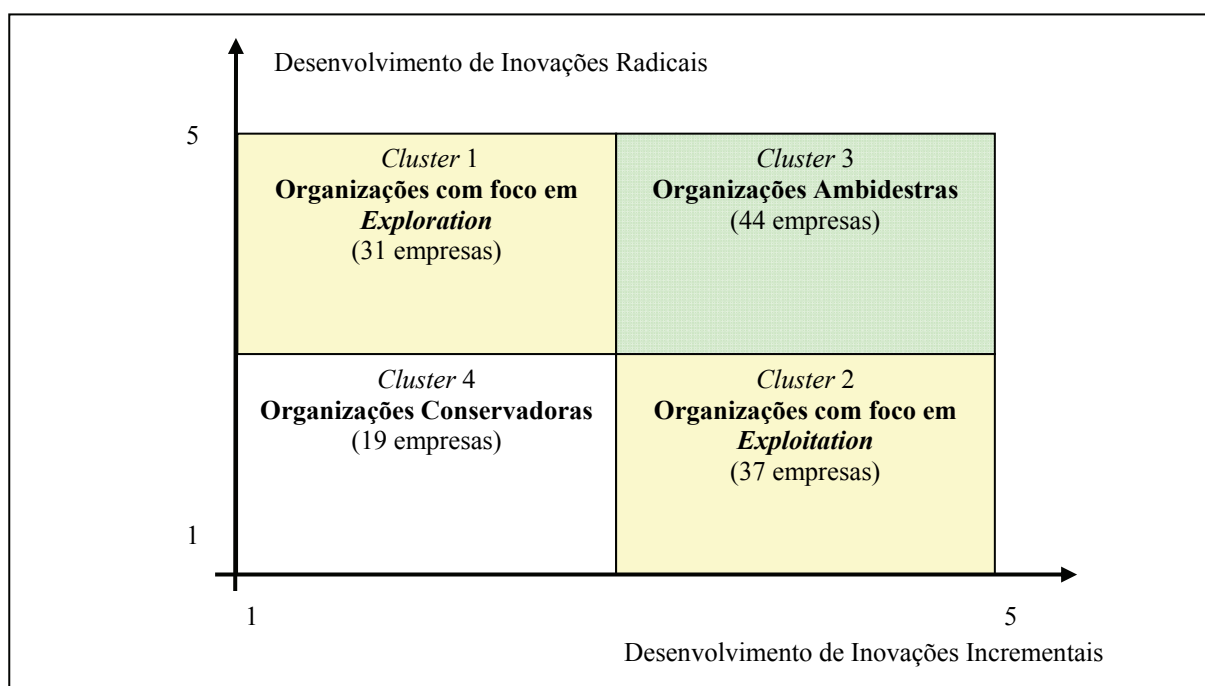 Desenvolvimento de Inovações Radicais
5
Cluster 1
Organizações com foco em
Exploration
(31 empresas)
Cluster 3
Organizações Ambidestras
(44 empresas)
Cluster 4
Organizações Conservadoras
(19 empresas)
Cluster 2
Organizações com foco em
Exploitation
(37 empresas)
1
1
5
Desenvolvimento de Inovações Incrementais